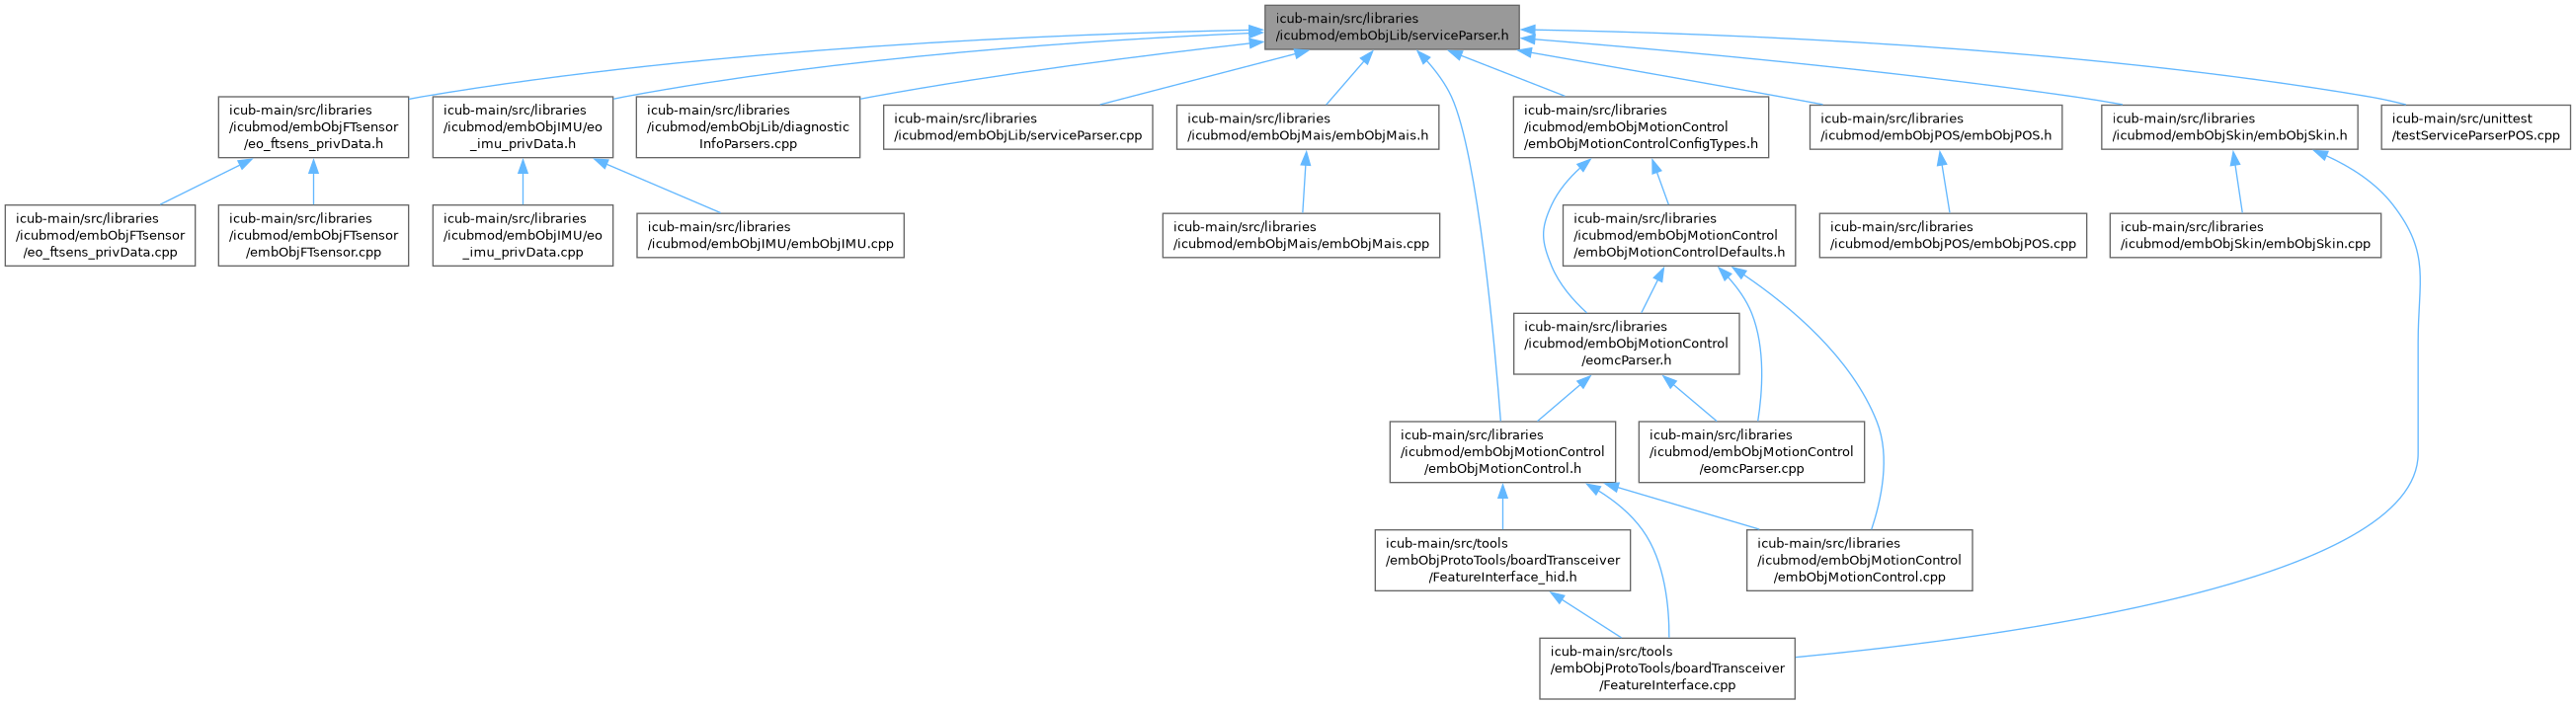 icub-main/src/libraries
/icubmod/embObjLib/serviceParser.h
icub-main/src/libraries
/icubmod/embObjFTsensor
/eo_ftsens_privData.h
icub-main/src/libraries
/icubmod/embObjIMU/eo
_imu_privData.h
icub-main/src/libraries
/icubmod/embObjLib/diagnostic
InfoParsers.cpp
icub-main/src/libraries
/icubmod/embObjLib/serviceParser.cpp
icub-main/src/libraries
/icubmod/embObjMais/embObjMais.h
icub-main/src/libraries
/icubmod/embObjMotionControl
/embObjMotionControlConfigTypes.h
icub-main/src/libraries
/icubmod/embObjPOS/embObjPOS.h
icub-main/src/libraries
/icubmod/embObjSkin/embObjSkin.h
icub-main/src/unittest
/testServiceParserPOS.cpp
icub-main/src/libraries
/icubmod/embObjFTsensor
/eo_ftsens_privData.cpp
icub-main/src/libraries
/icubmod/embObjFTsensor
/embObjFTsensor.cpp
icub-main/src/libraries
/icubmod/embObjIMU/eo
_imu_privData.cpp
icub-main/src/libraries
/icubmod/embObjIMU/embObjIMU.cpp
icub-main/src/libraries
/icubmod/embObjMais/embObjMais.cpp
icub-main/src/libraries
/icubmod/embObjMotionControl
/embObjMotionControlDefaults.h
icub-main/src/libraries
/icubmod/embObjPOS/embObjPOS.cpp
icub-main/src/libraries
/icubmod/embObjSkin/embObjSkin.cpp
icub-main/src/libraries
/icubmod/embObjMotionControl
/eomcParser.h
icub-main/src/libraries
/icubmod/embObjMotionControl
/embObjMotionControl.h
icub-main/src/libraries
/icubmod/embObjMotionControl
/eomcParser.cpp
icub-main/src/tools
/embObjProtoTools/boardTransceiver
/FeatureInterface_hid.h
icub-main/src/libraries
/icubmod/embObjMotionControl
/embObjMotionControl.cpp
icub-main/src/tools
/embObjProtoTools/boardTransceiver
/FeatureInterface.cpp